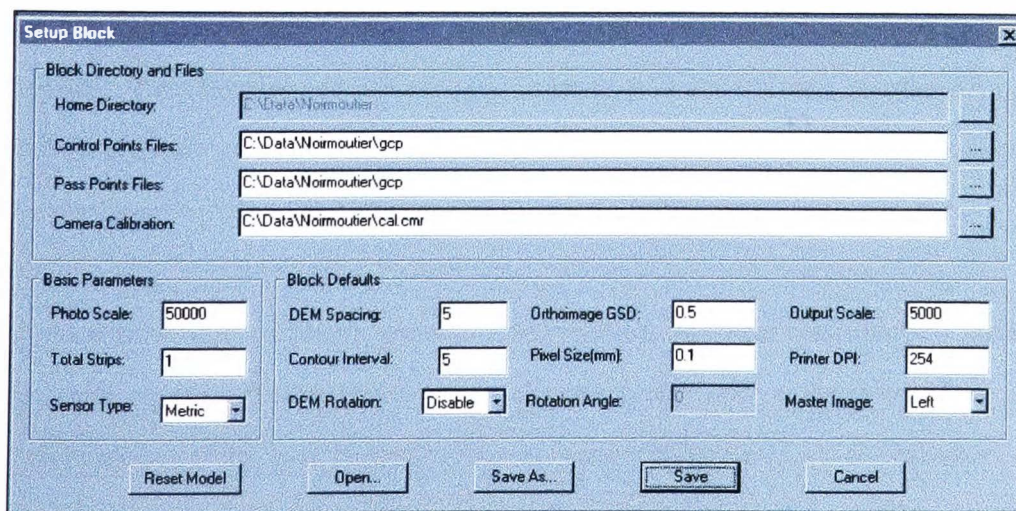 Setup Block
Block Directory and Files
Home Directory: C:\Data\Noirmoutier
Control Points Files: C:\Data\Noirmoutier\gcp ...
Pass Points Files: C:\Data\Noirmoutier\gcp ...
Camera Calibration: C:\Data\Noirmoutier\cal.cmr ...
Basic Parameters
Photo Scale: 50000
Total Strips: 1
Sensor Type: Metric
Block Defaults
DEM Spacing: 5 Orthoimage GSD: 0.5 Output Scale: 5000
Contour Interval: 5 Pixel Size(mm): 0.1 Printer DPI: 254
DEM Rotation: Disable Rotation Angle: 0 Master Image: Left
Reset Model Open... Save As... Save Cancel